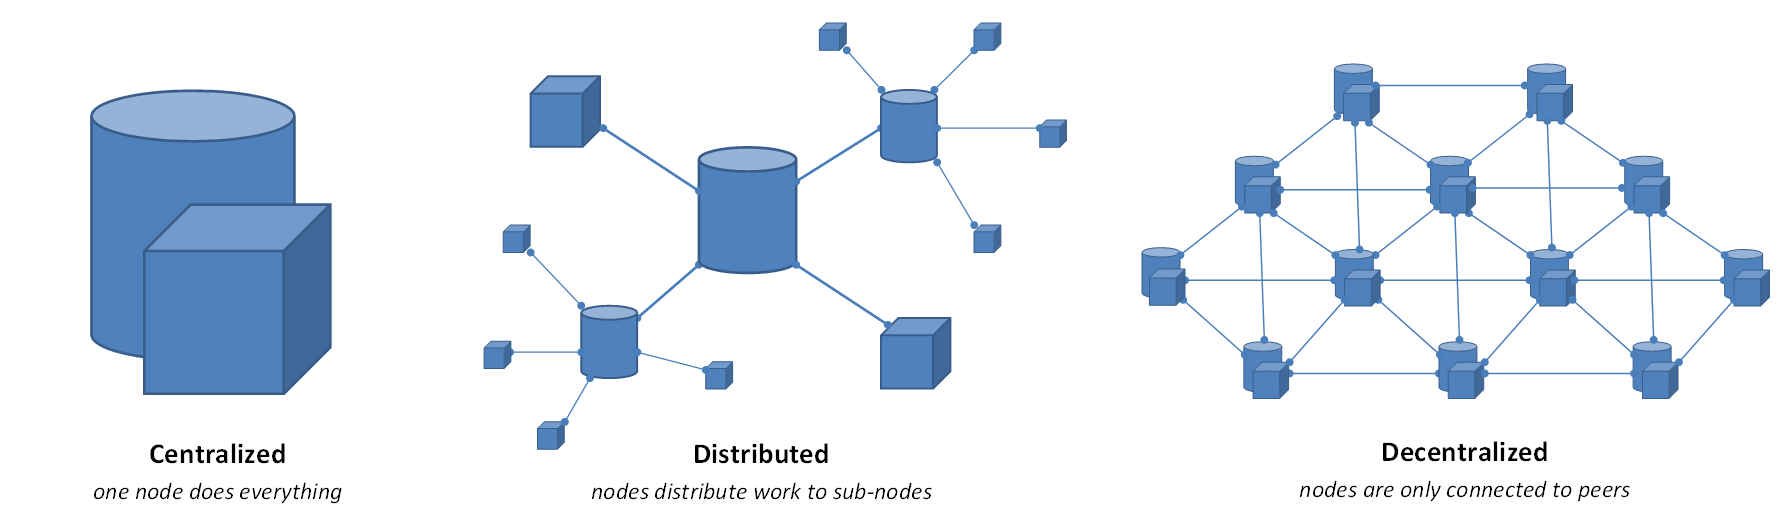 Centralized
one node does everything
Distributed
nodes distribute work to sub-nodes
Decentralized
nodes are only connected to peers